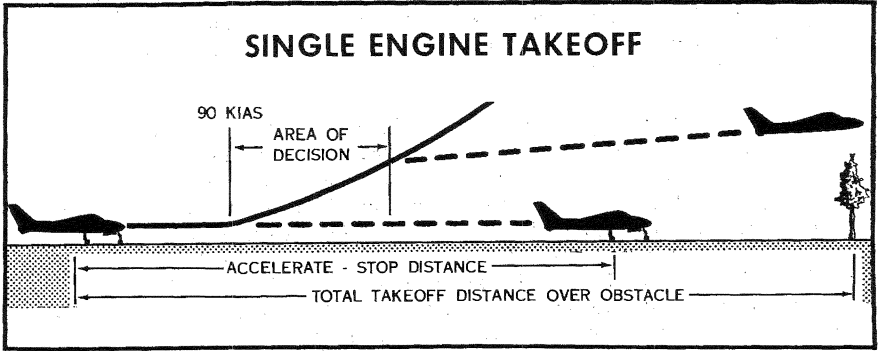 SINGLE ENGINE TAKEOFF
90 KIAS
AREA OF
DECISION
ACCELERATE - STOP DISTANCE
TOTAL TAKEOFF DISTANCE OVER OBSTACLE